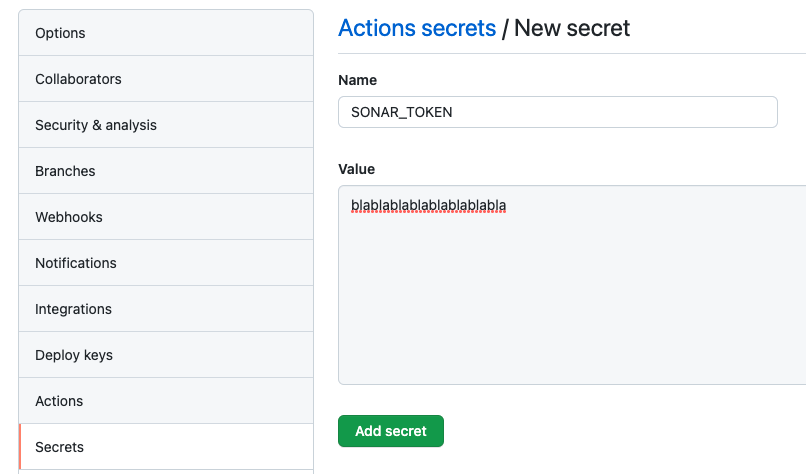 Options
Collaborators
Security & analysis
Branches
Webhooks
Notifications
Integrations
Deploy keys
Actions
Secrets
Actions secrets / New secret
Name
SONAR_TOKEN
Value
blablablablablablablabla
Add secret